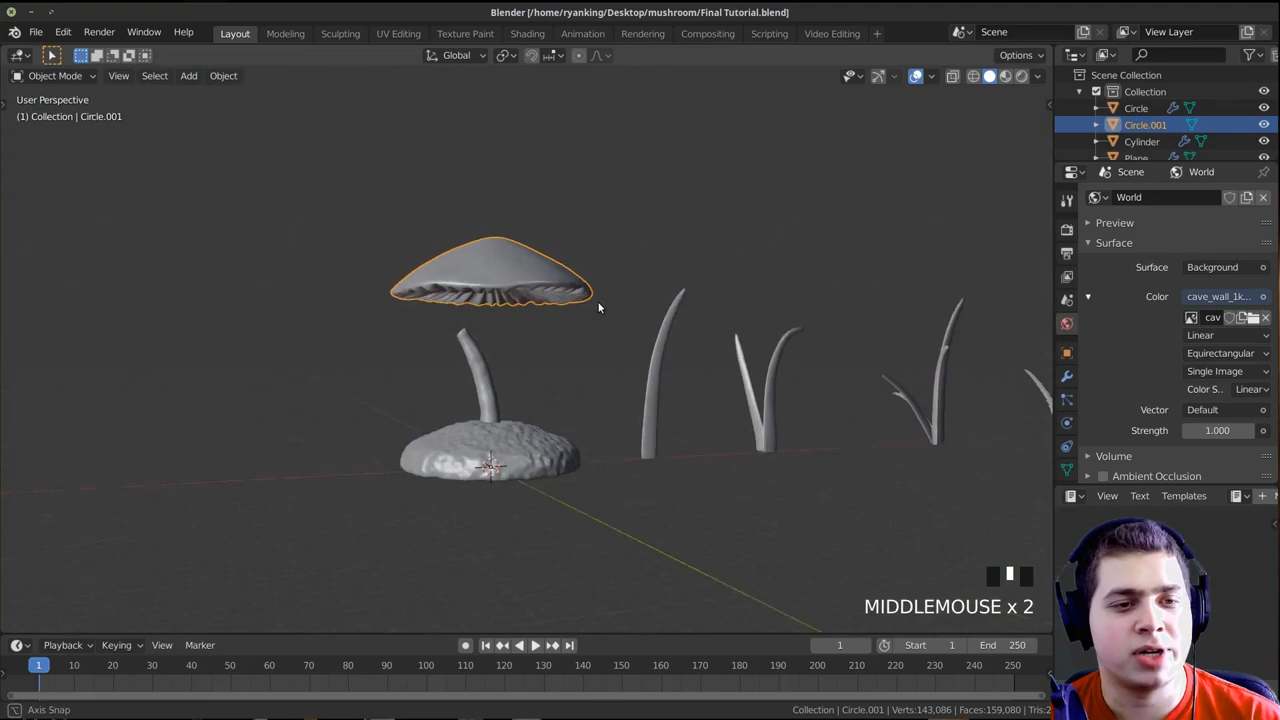 Blender [/home/ryanking/Desktop/mushroom/Final Tutorial.blend]
File Edit Render Window Help Layout Modeling Sculpting UV Editing Texture Paint Shading Animation Rendering Compositing Scripting Video Editing + Scene View Layer
Global Options
Object Mode View Select Add Object
User Perspective
(1) Collection | Circle.001
Scene Collection
Collection
Circle
Circle.001
Cylinder
Plane
Scene World
World
Preview
Surface
Surface Background
Color cave_wall_1k...
cav
Linear
Equirectangular
Single Image
Color S.. Linear
Vector Default
Strength 1.000
Volume
Ambient Occlusion
View Text Templates
MIDDLEMOUSE x 2
Playback Keying View Marker 1 Start 1 End 250
1 10 20 30 40 50 60 70 80 90 100 110 120 130 140 150 160 170 180 190 200 210 220 230 240 250
Axis Snap Collection | Circle.001 | Verts:143,086 | Faces:159,080 | Tris:2